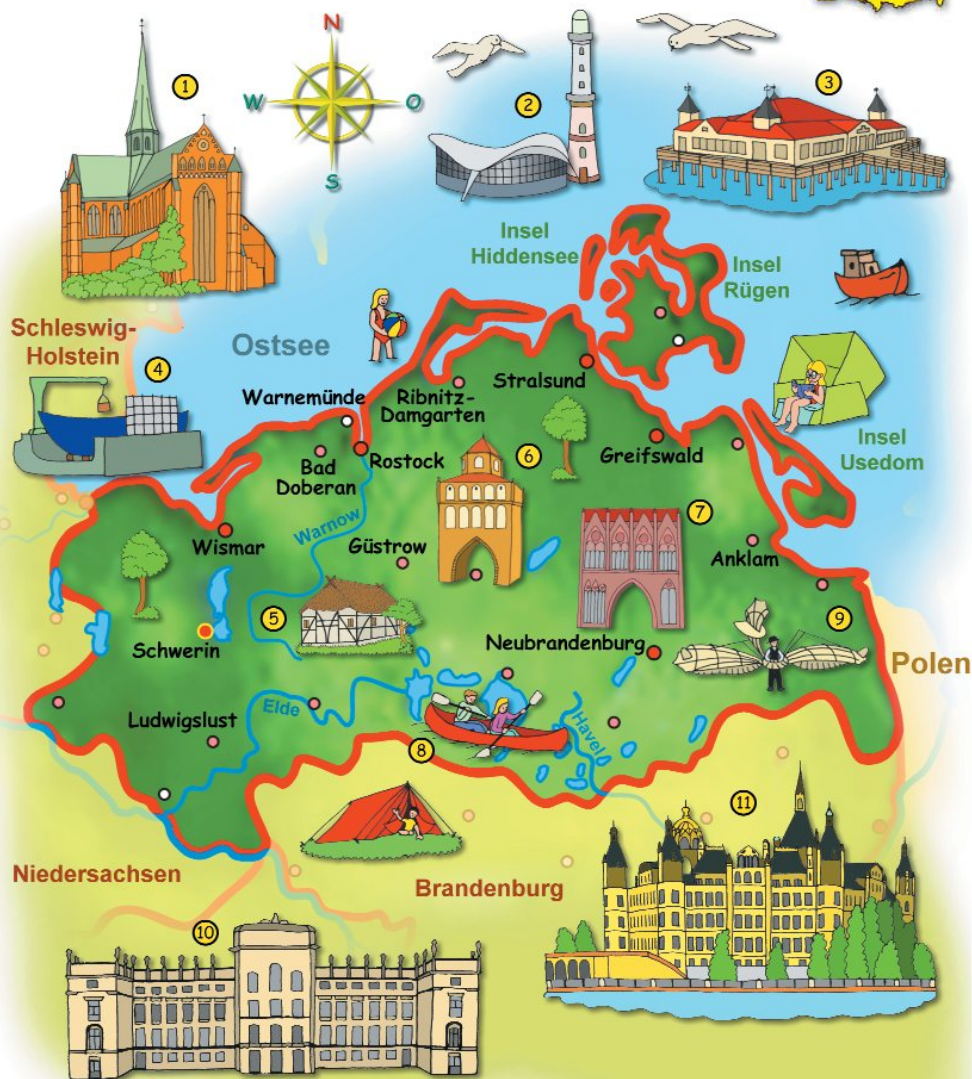 N
W
O
S
1
2
3
Insel
Hiddensee
Insel
Rügen
Schleswig-
Holstein
4
Ostsee
Warnemünde
Ribnitz-
Damgarten
Stralsund
Bad
Doberan
Rostock
6
Greifswald
Insel
Usedom
Wismar
Warnow
Güstrow
7
Anklam
5
Schwerin
Neubrandenburg
9
Polen
Ludwigslust
Elde
8
Havel
11
Niedersachsen
Brandenburg
10